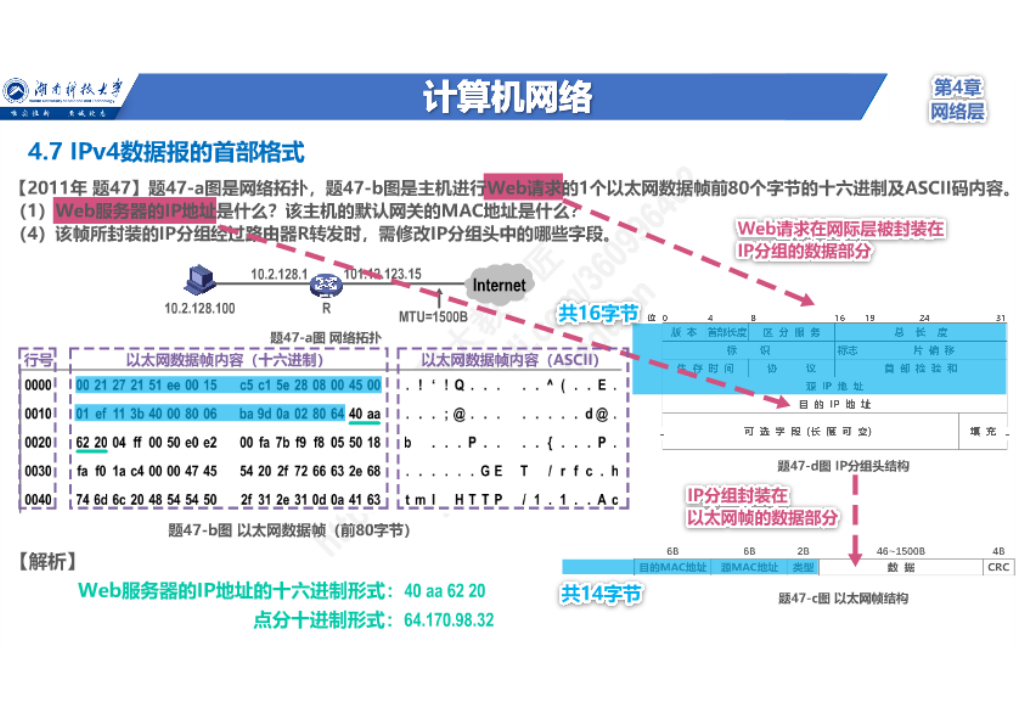 湖南科技大学
计算机网络
第4章
网络层
4.7 IPv4数据报的首部格式
【2011年 题47】题47-a图是网络拓扑，题47-b图是主机进行Web请求的1个以太网数据帧前80个字节的十六进制及ASCII码内容。
（1）Web服务器的IP地址是什么？该主机的默认网关的MAC地址是什么？
（4）该帧所封装的IP分组经过路由器R转发时，需修改IP分组头中的哪些字段。
Web请求在网际层被封装在
IP分组的数据部分
10.2.128.1
101.12.123.15
Internet
10.2.128.100
R
MTU=1500B
题47-a图 网络拓扑
共16字节
位 0 4 8 16 19 24 31
版本 首部长度 区分服务 总长度
标识 标志 片偏移
生存时间 协议 首部检验和
源IP地址
目的IP地址
可选字段(长度可变) 填充
题47-d图 IP分组头结构
行号 以太网数据帧内容（十六进制） 以太网数据帧内容（ASCII）
0000 00 21 27 21 51 ee 00 15 c5 c1 5e 28 08 00 45 00 . ! ' ! Q . . . . . ^ ( . . E .
0010 01 ef 11 3b 40 00 80 06 ba 9d 0a 02 80 64 40 aa . . . ; @ . . . . . . . . d @ .
0020 62 20 04 ff 00 50 e0 e2 00 fa 7b f9 f8 05 50 18 b . . . P . . . . { . . . P .
0030 fa f0 1a c4 00 00 47 45 54 20 2f 72 66 63 2e 68 . . . . . . G E T / r f c . h
0040 74 6d 6c 20 48 54 54 50 2f 31 2e 31 0d 0a 41 63 t m l H T T P / 1 . 1 . . A c
题47-b图 以太网数据帧（前80字节）
IP分组封装在
以太网帧的数据部分
6B 6B 2B 46~1500B 4B
目的MAC地址 源MAC地址 类型 数据 CRC
共14字节
题47-c图 以太网帧结构
【解析】
Web服务器的IP地址的十六进制形式：40 aa 62 20
点分十进制形式：64.170.98.32